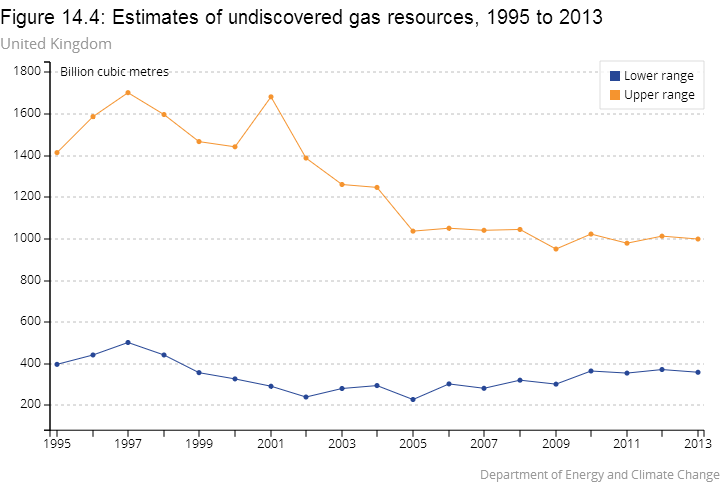 Figure 14.4: Estimates of undiscovered gas resources, 1995 to 2013
United Kingdom
1800
Billion cubic metres
Lower range
Upper range
1600
1400
1200
1000
800
600
400
200
1995 1997 1999 2001 2003 2005 2007 2009 2011 2013
Department of Energy and Climate Change